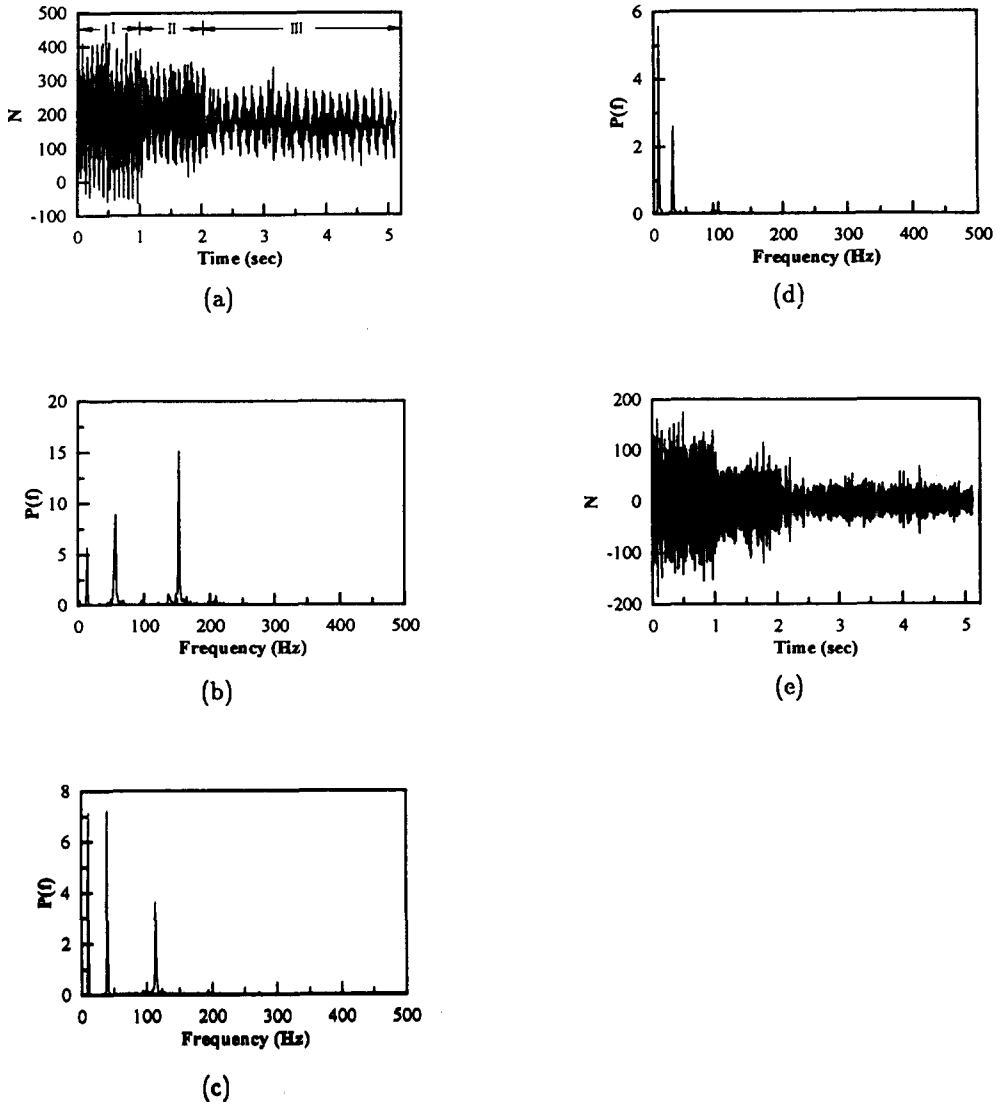 I II III
500
400
300
200
100
0
-100
N
0 1 2 3 4 5
Time (sec)
(a)
20
15
10
5
0
P(f)
0 100 200 300 400 500
Frequency (Hz)
(b)
8
6
4
2
0
P(f)
0 100 200 300 400 500
Frequency (Hz)
(c)
6
4
2
0
P(f)
0 100 200 300 400 500
Frequency (Hz)
(d)
200
100
0
-100
-200
N
0 1 2 3 4 5
Time (sec)
(e)